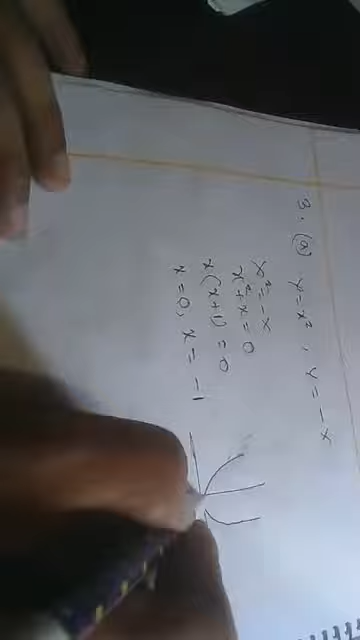 3. (a) y = x², y = -x
x² = -x
x² + x = 0
x(x+1) = 0
x = 0, x = -1